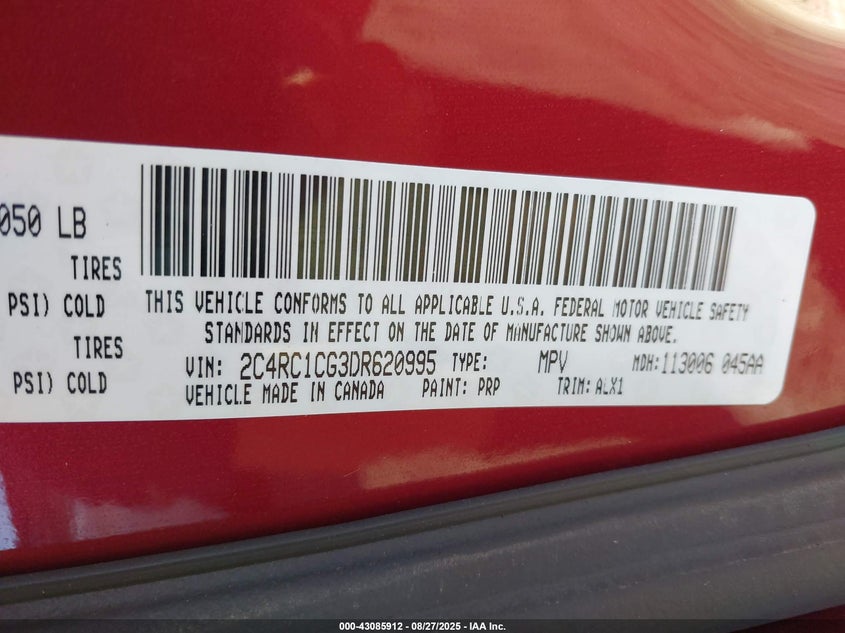 050 LB
TIRES
PSI) COLD
TIRES
PSI) COLD
THIS VEHICLE CONFORMS TO ALL APPLICABLE U.S.A. FEDERAL MOTOR VEHICLE SAFETY
STANDARDS IN EFFECT ON THE DATE OF MANUFACTURE SHOWN ABOVE.
VIN: 2C4RC1CG3DR620995 TYPE: MPV MDH:113006 045AA
VEHICLE MADE IN CANADA PAINT: PRP TRIM: ALX1
000-43085912 - 08/27/2025 - IAA Inc.